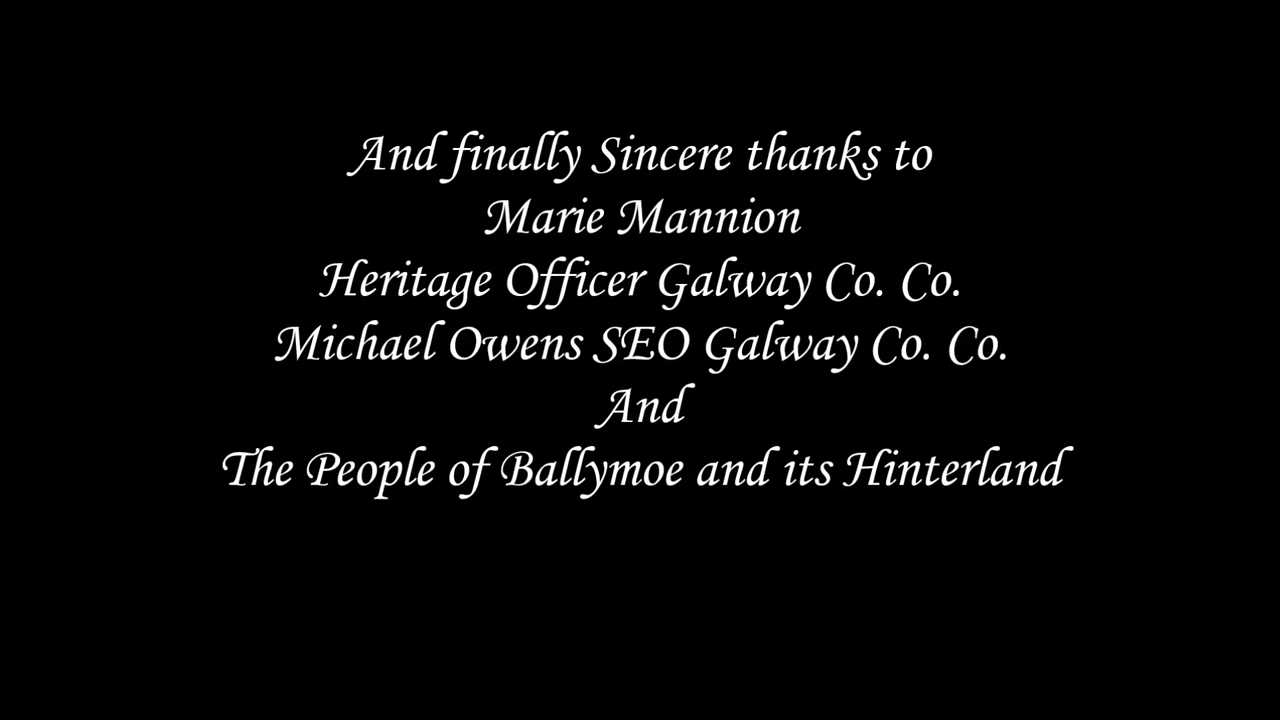 And finally Sincere thanks to
Marie Mannion
Heritage Officer Galway Co. Co.
Michael Owens SEO Galway Co. Co.
And
The People of Ballymoe and its Hinterland